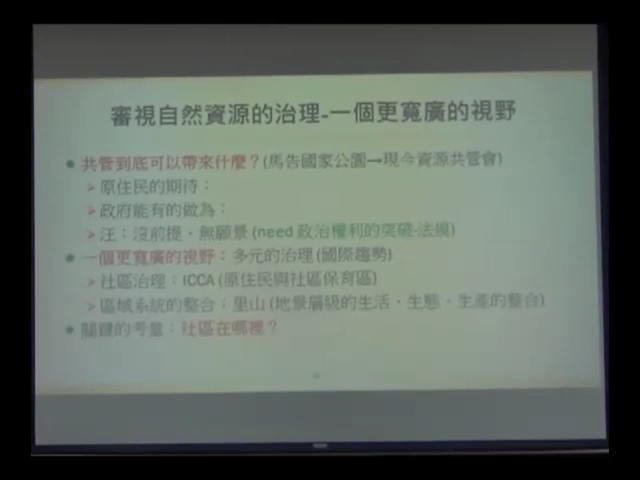 審視自然資源的治理-一個更寬廣的視野
共管到底可以帶來什麼？(馬告國家公園→現今資源共管會)
原住民的期待：
政府能有的做為：
汪：沒前提、無願景 (need 政治權利的突破-法規)
一個更寬廣的視野：多元的治理 (國際趨勢)
社區治理：ICCA (原住民與社區保育區)
區域系統的整合：里山 (地景層級的生活、生態、生產的整合)
關鍵的考量：社區在哪裡？